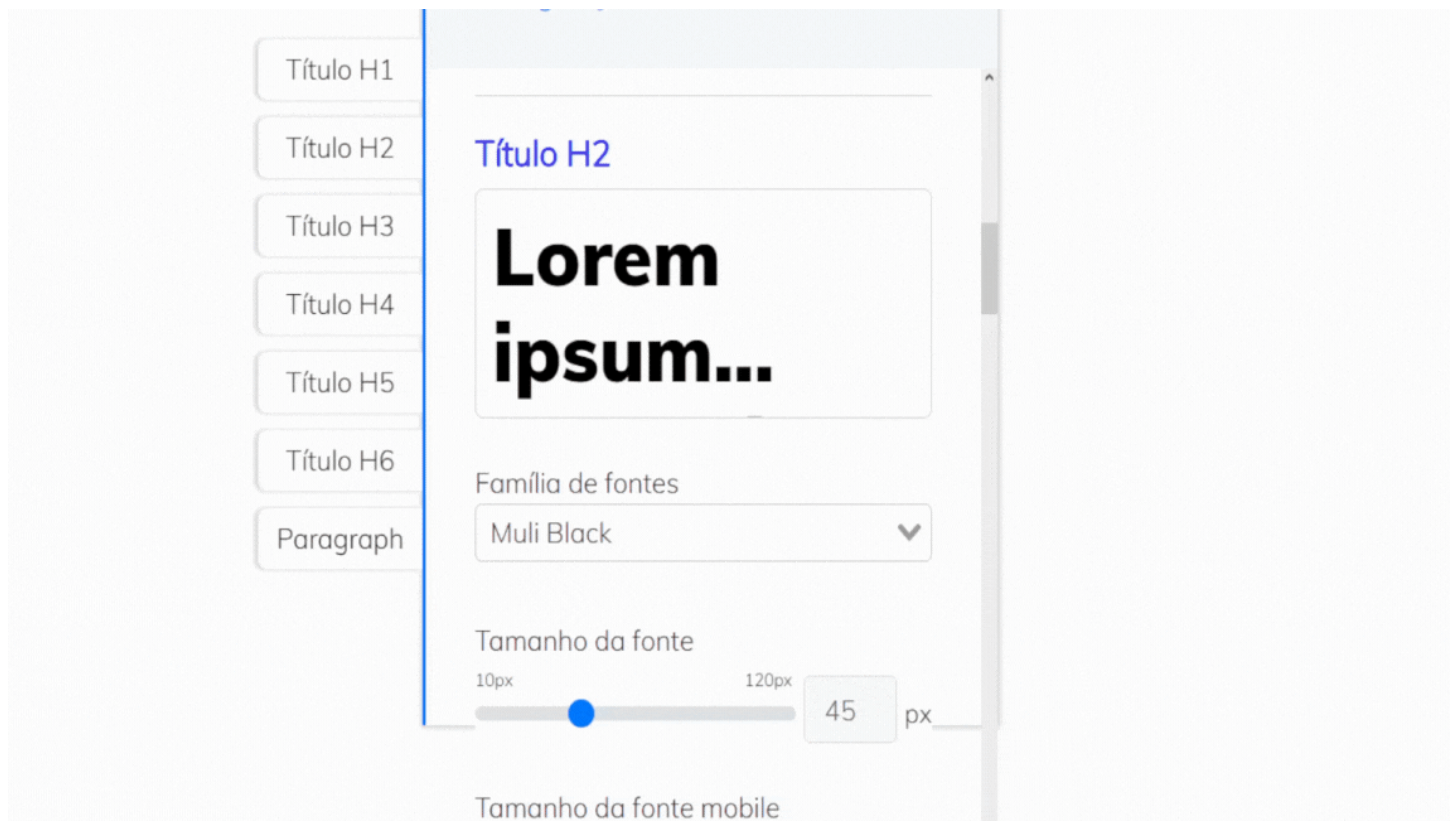 Título H1
Título H2
Título H3
Título H4
Título H5
Título H6
Paragraph
Título H2
Lorem
ipsum...
Família de fontes
Muli Black
Tamanho da fonte
10px 120px
45 px
Tamanho da fonte mobile